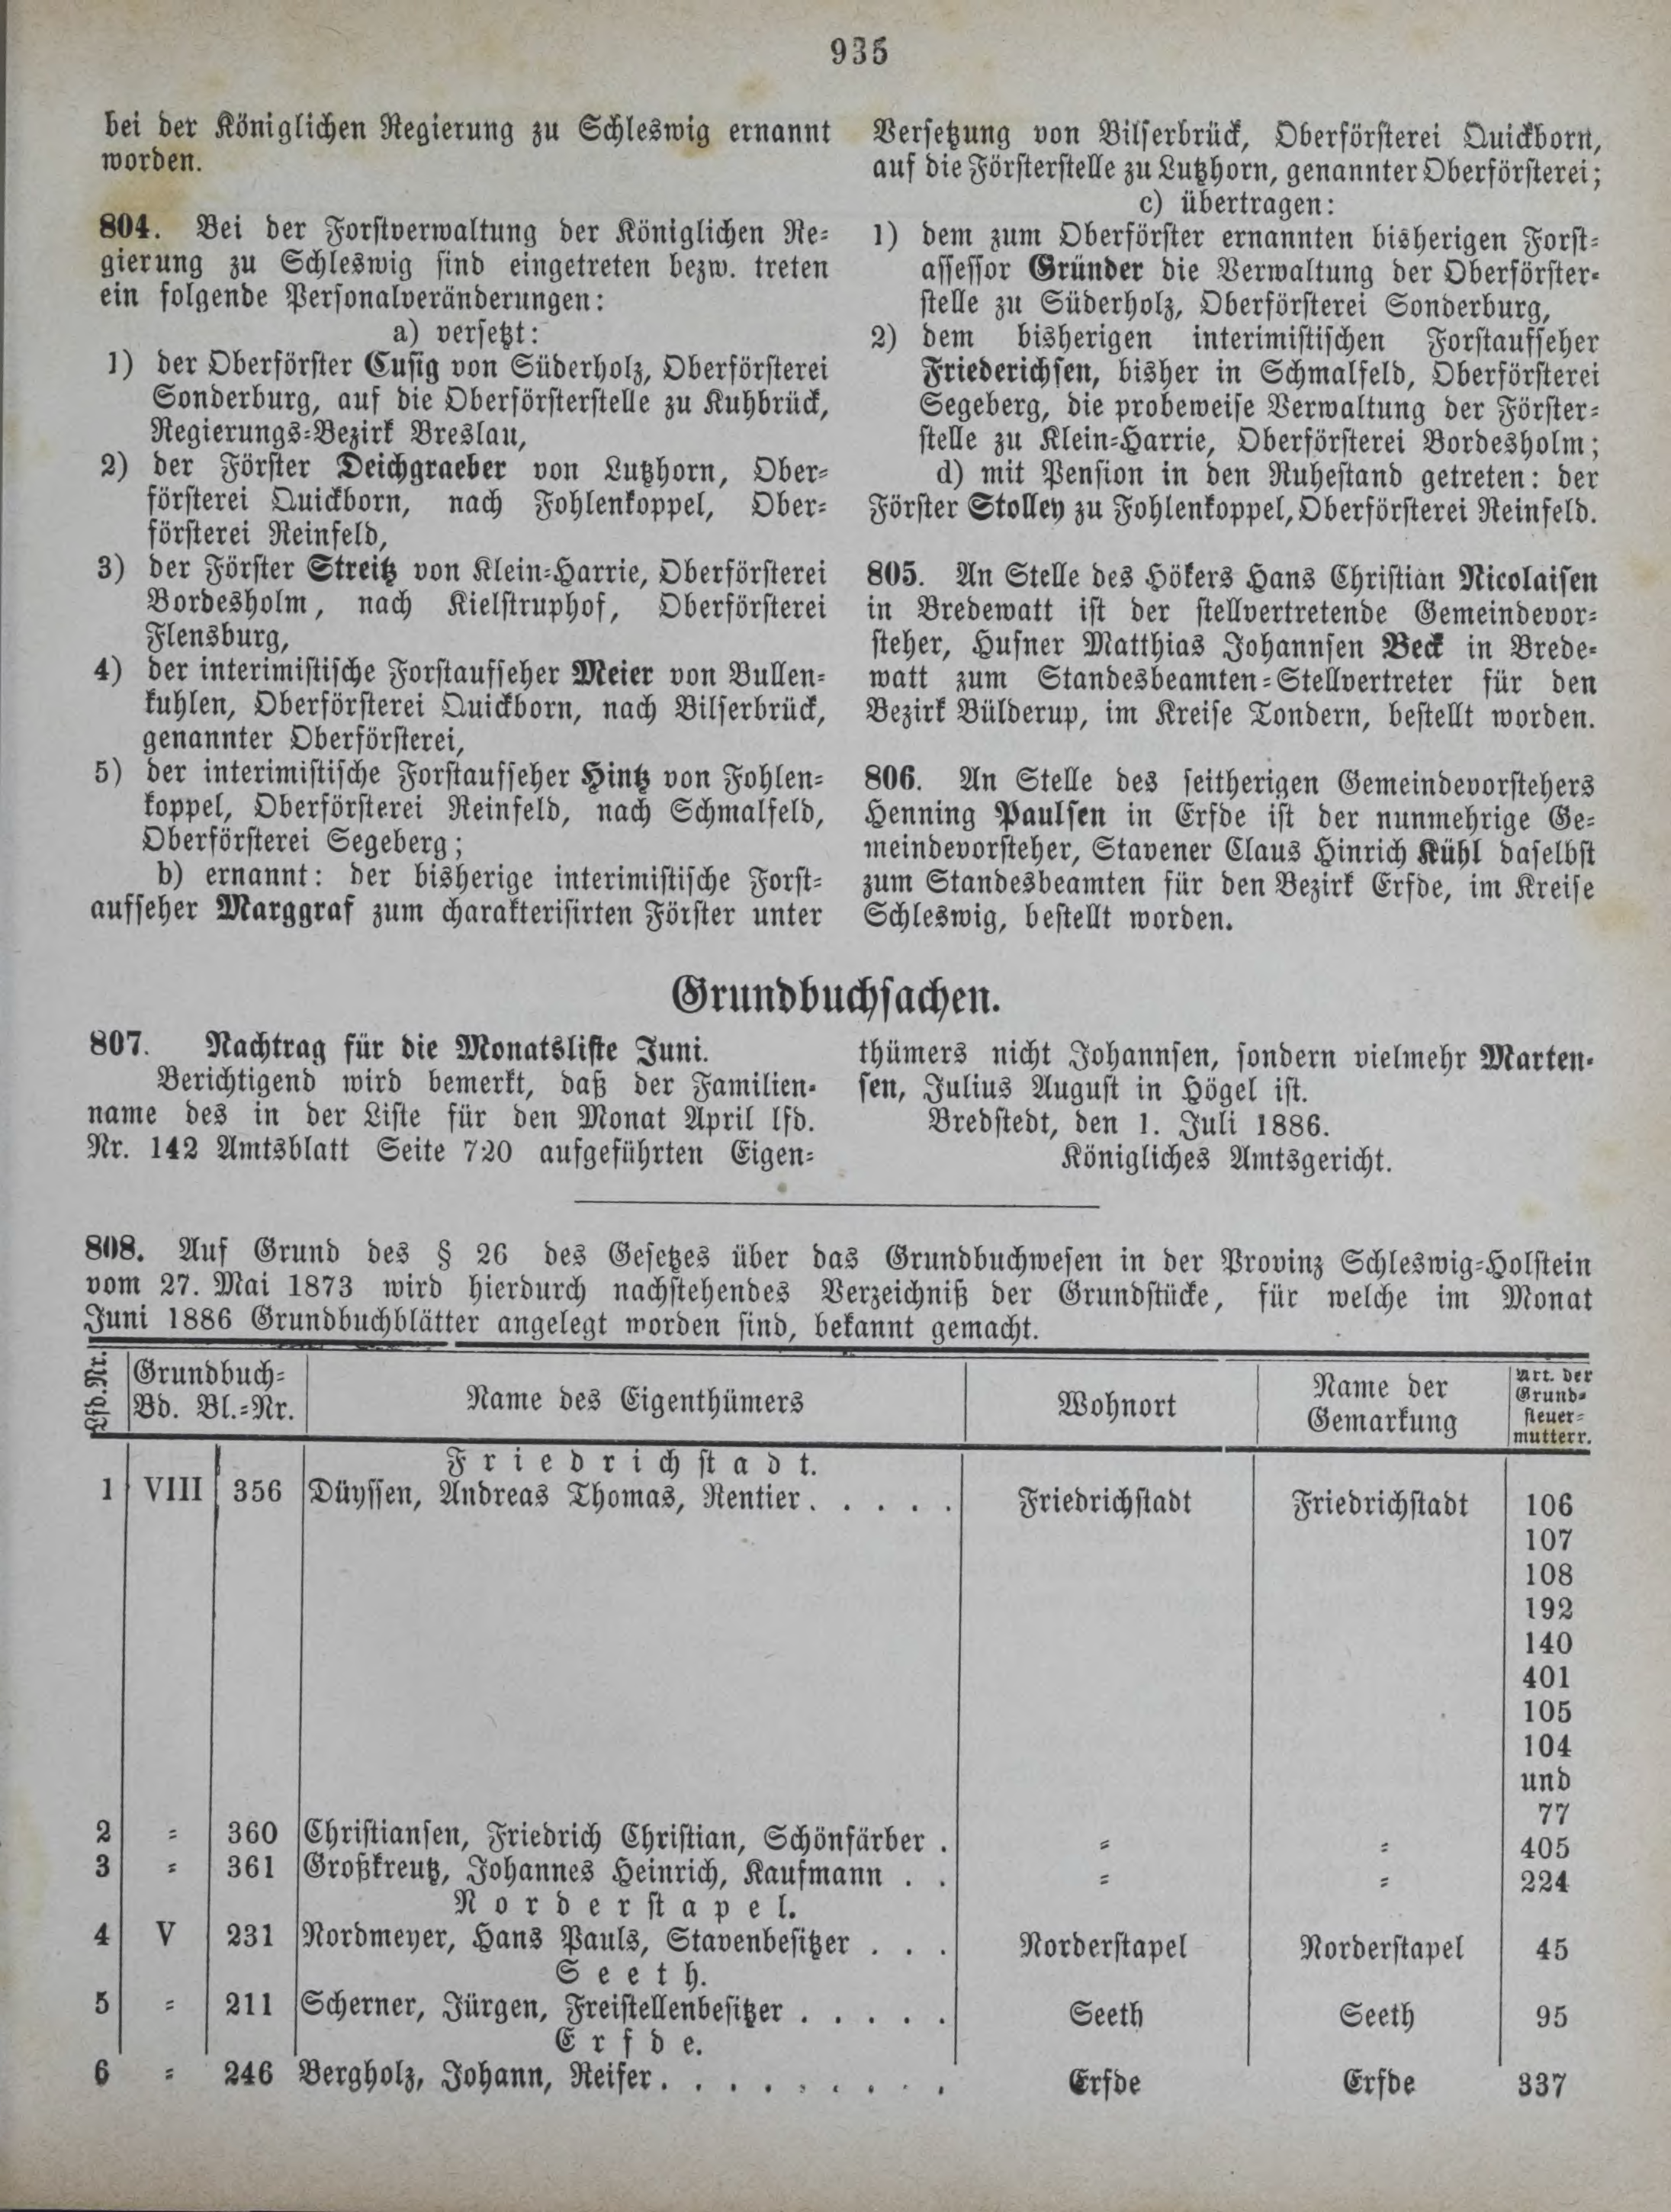 935
bei der Königlichen Regierung zu Schleswig ernannt
worden.
804. Bei der Forstverwaltung der Königlichen Re-
gierung zu Schleswig sind eingetreten bezw. treten
ein folgende Personalveränderungen:
a) versetzt:
1) der Oberförster Cusig von Süderholz, Oberförsterei
Sonderburg, auf die Oberförsterstelle zu Kuhbrück,
Regierungs-Bezirk Breslau,
2) der Förster Deichgraeber von Lutzhorn, Ober-
försterei Quickborn, nach Fohlenkoppel, Ober-
försterei Reinfeld,
3) der Förster Streitz von Klein-Harrie, Oberförsterei
Bordesholm, nach Kielstruphof, Oberförsterei
Flensburg,
4) der interimistische Forstaufseher Meier von Bullen-
kuhlen, Oberförsterei Quickborn, nach Bilserbrück,
genannter Oberförsterei,
5) der interimistische Forstaufseher Hintz von Fohlen-
koppel, Oberförsterei Reinfeld, nach Schmalfeld,
Oberförsterei Segeberg;
b) ernannt: der bisherige interimistische Forst-
aufseher Marggraf zum charakterisirten Förster unter
Versetzung von Bilserbrück, Oberförsterei Quickborn,
auf die Försterstelle zu Lutzhorn, genannter Oberförsterei;
c) übertragen:
1) dem zum Oberförster ernannten bisherigen Forst-
assessor Gründer die Verwaltung der Oberförster-
stelle zu Süderholz, Oberförsterei Sonderburg,
2) dem bisherigen interimistischen Forstaufseher
Friederichsen, bisher in Schmalfeld, Oberförsterei
Segeberg, die probeweise Verwaltung der Förster-
stelle zu Klein-Harrie, Oberförsterei Bordesholm;
d) mit Pension in den Ruhestand getreten: der
Förster Stolley zu Fohlenkoppel, Oberförsterei Reinfeld.
805. An Stelle des Hökers Hans Christian Nicolaisen
in Bredewatt ist der stellvertretende Gemeindevor-
steher, Hufner Matthias Johannsen Beck in Brede-
watt zum Standesbeamten-Stellvertreter für den
Bezirk Bülderup, im Kreise Tondern, bestellt worden.
806. An Stelle des seitherigen Gemeindevorstehers
Henning Paulsen in Erfde ist der nunmehrige Ge-
meindevorsteher, Stavener Claus Hinrich Kühl daselbst
zum Standesbeamten für den Bezirk Erfde, im Kreise
Schleswig, bestellt worden.
Grundbuchsachen.
807. Nachtrag für die Monatsliste Juni.
Berichtigend wird bemerkt, daß der Familien-
name des in der Liste für den Monat April lfd.
Nr. 142 Amtsblatt Seite 720 aufgeführten Eigen-
thümers nicht Johannsen, sondern vielmehr Marten-
sen, Julius August in Högel ist.
Bredstedt, den 1. Juli 1886.
Königliches Amtsgericht.
808. Auf Grund des § 26 des Gesetzes über das Grundbuchwesen in der Provinz Schleswig-Holstein
vom 27. Mai 1873 wird hierdurch nachstehendes Verzeichniß der Grundstücke, für welche im Monat
Juni 1886 Grundbuchblätter angelegt worden sind, bekannt gemacht.
Lfd. Nr. Grundbuch- Bd. Bl.-Nr. Name des Eigenthümers Wohnort Name der Gemarkung Art. der Grund- steuer- mutterr.
Friedrichstadt.
1 VIII 356 Düyssen, Andreas Thomas, Rentier. . . . . Friedrichstadt Friedrichstadt 106
107
108
192
140
401
105
104
und
77
2 = 360 Christiansen, Friedrich Christian, Schönfärber . = = 405
3 = 361 Großkreutz, Johannes Heinrich, Kaufmann . . = = 224
Norderstapel.
4 V 231 Nordmeyer, Hans Pauls, Stavenbesitzer . . . Norderstapel Norderstapel 45
Seeth.
5 = 211 Scherner, Jürgen, Freistellenbesitzer . . . . . Seeth Seeth 95
Erfde.
6 = 246 Bergholz, Johann, Reifer. . . . . . . . . Erfde Erfde 337